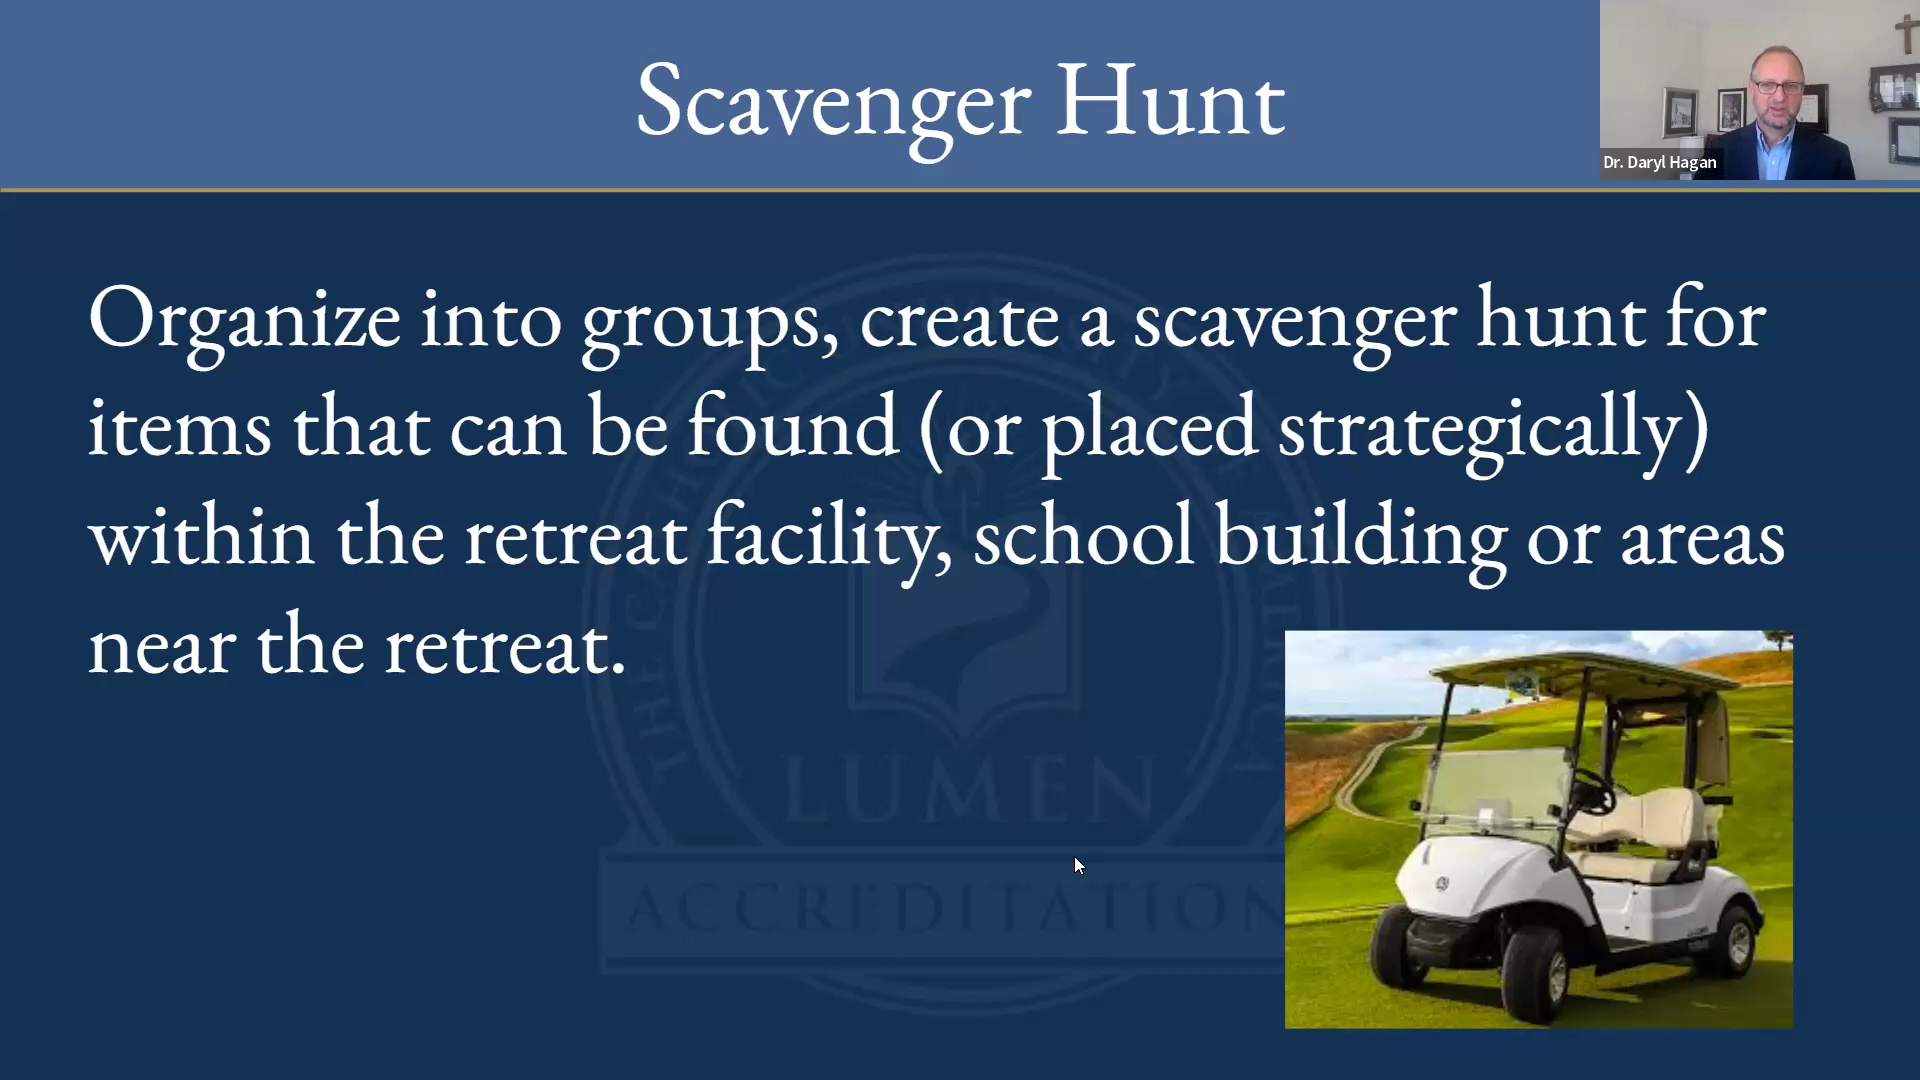 Scavenger Hunt
Dr. Daryl Hagan
Organize into groups, create a scavenger hunt for
items that can be found (or placed strategically)
within the retreat facility, school building or areas
near the retreat.
LUMEN
ACCREDITATION